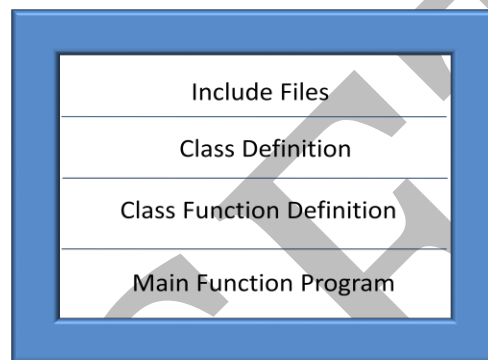 Include Files
Class Definition
Class Function Definition
Main Function Program